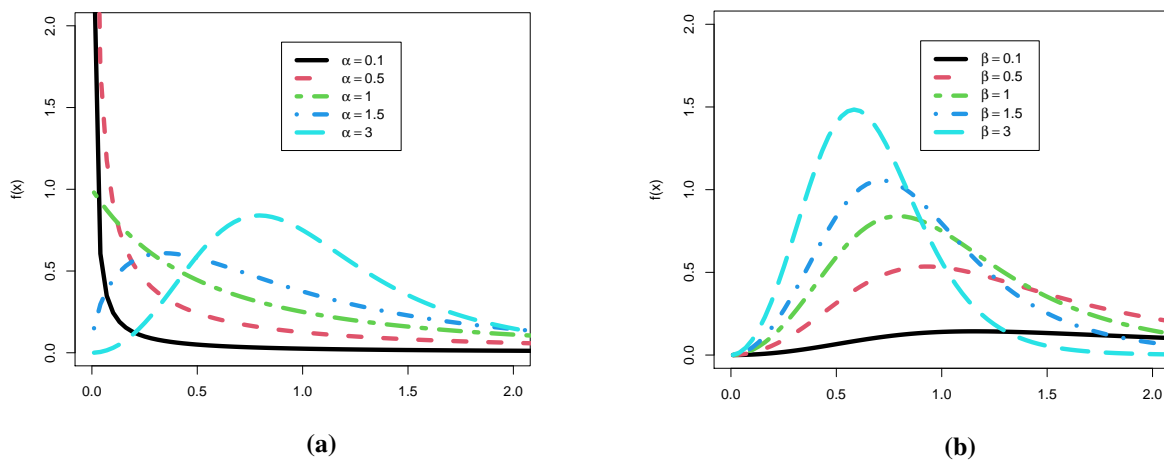 f(x)
2.0
1.5
1.0
0.5
0.0
α = 0.1
α = 0.5
α = 1
α = 1.5
α = 3
0.0 0.5 1.0 1.5 2.0
(a)
f(x)
2.0
1.5
1.0
0.5
0.0
β = 0.1
β = 0.5
β = 1
β = 1.5
β = 3
0.0 0.5 1.0 1.5 2.0
(b)